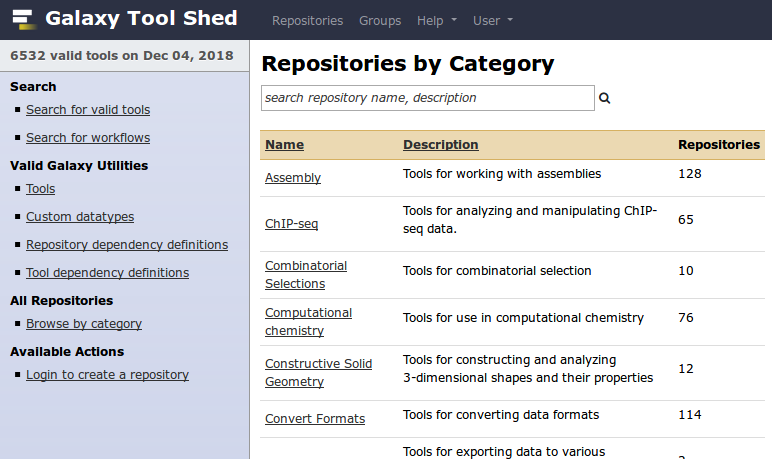 Galaxy Tool Shed
Repositories Groups Help User
6532 valid tools on Dec 04, 2018
Search
Search for valid tools
Search for workflows
Valid Galaxy Utilities
Tools
Custom datatypes
Repository dependency definitions
Tool dependency definitions
All Repositories
Browse by category
Available Actions
Login to create a repository
Repositories by Category
search repository name, description
Name Description Repositories
Assembly Tools for working with assemblies 128
ChIP-seq Tools for analyzing and manipulating ChIP-
seq data. 65
Combinatorial
Selections Tools for combinatorial selection 10
Computational
chemistry Tools for use in computational chemistry 76
Constructive Solid
Geometry Tools for constructing and analyzing
3-dimensional shapes and their properties 12
Convert Formats Tools for converting data formats 114
Tools for exporting data to various